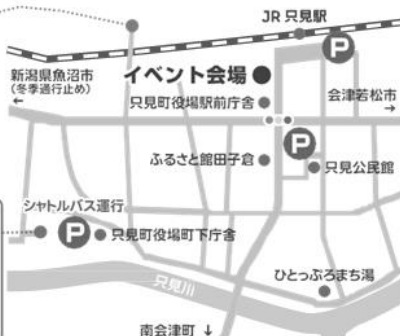 JR 只見駅
P
新潟県魚沼市
(冬季通行止め)
←
イベント会場
只見町役場駅前庁舎
会津若松市
→
P
ふるさと館田子倉
只見公民館
シャトルバス運行
P
只見町役場町下庁舎
只見川
ひとっぷろまち湯
南会津町 ↓